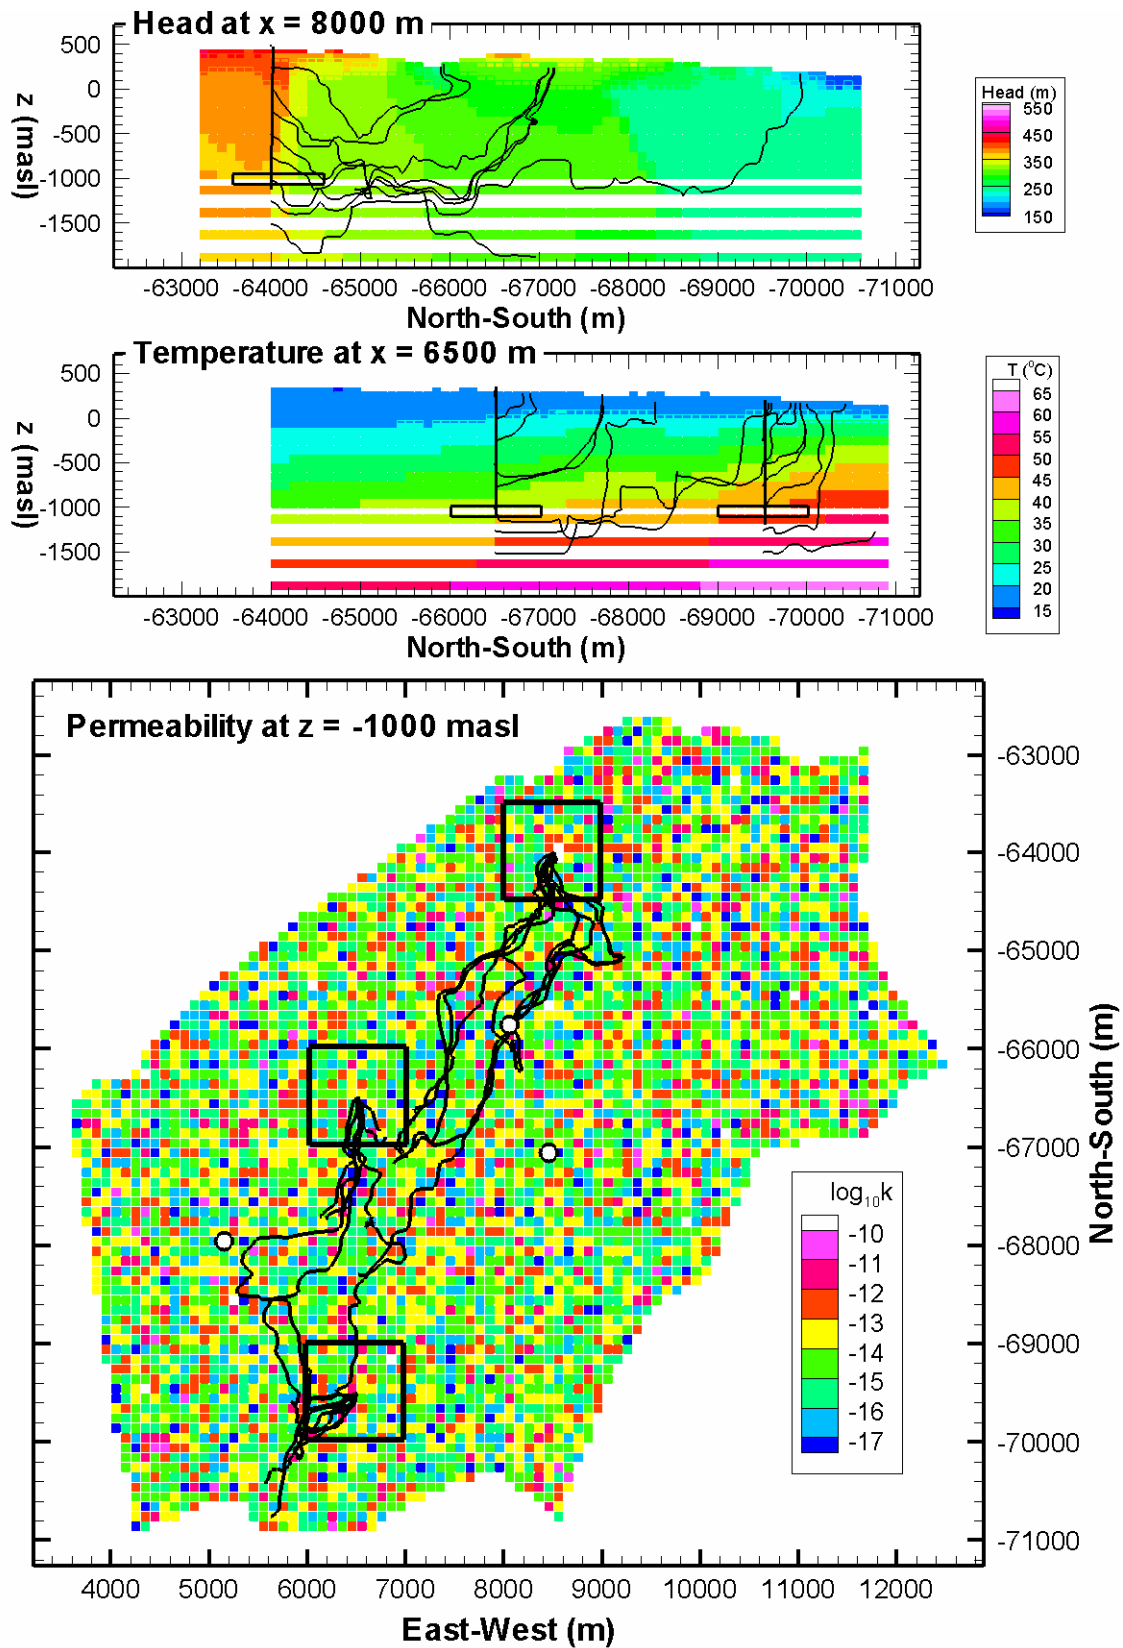 Head at x = 8000 m
500
0
-500
-1000
-1500
z (masl)
-63000 -64000 -65000 -66000 -67000 -68000 -69000 -70000 -71000
North-South (m)
Head (m)
550
450
350
250
150
Temperature at x = 6500 m
500
0
-500
-1000
-1500
z (masl)
-63000 -64000 -65000 -66000 -67000 -68000 -69000 -70000 -71000
North-South (m)
T (⁰C)
65
60
55
50
45
40
35
30
25
20
15
Permeability at z = -1000 masl
-63000
-64000
-65000
-66000
-67000
-68000
-69000
-70000
-71000
North-South (m)
log₁₀k
-10
-11
-12
-13
-14
-15
-16
-17
4000 5000 6000 7000 8000 9000 10000 11000 12000
East-West (m)